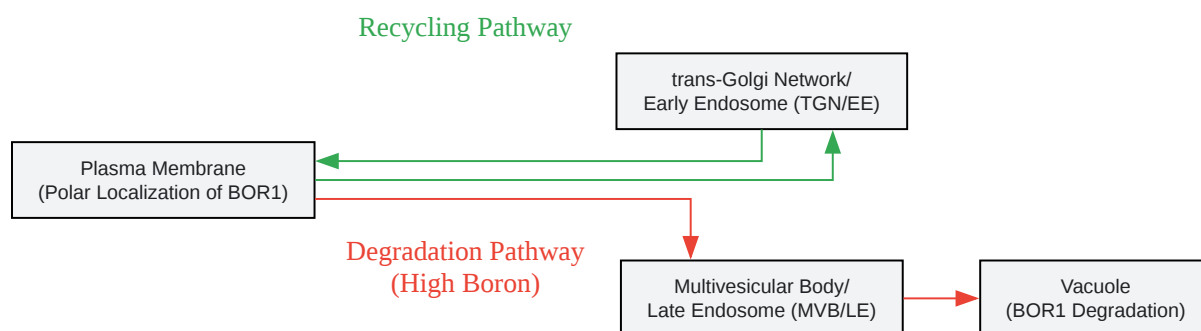 Recycling Pathway
trans-Golgi Network/
Early Endosome (TGN/EE)
Plasma Membrane
(Polar Localization of BOR1)
Degradation Pathway
(High Boron)
Multivesicular Body/
Late Endosome (MVB/LE)
Vacuole
(BOR1 Degradation)